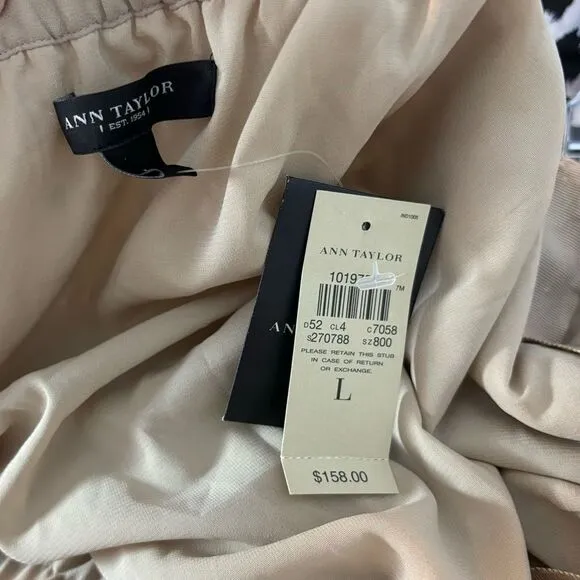 ANN TAYLOR
EST. 1954
ANN TAYLOR
7M
D52 CL4 C7058
S270788 SZ800
PLEASE RETAIN THIS STUB
IN CASE OF RETURN
OR EXCHANGE.
L
$158.00